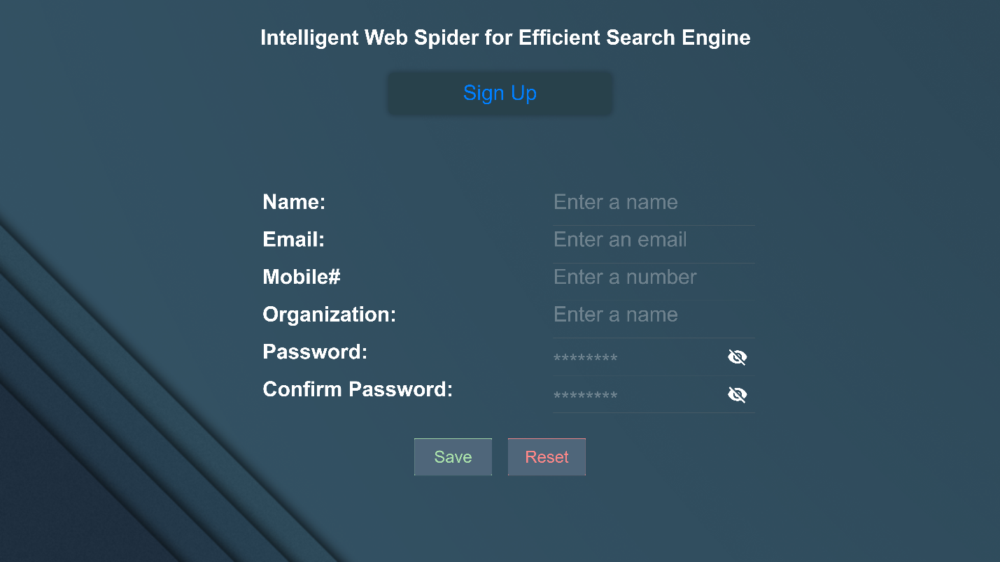 Intelligent Web Spider for Efficient Search Engine
Sign Up
Name: Enter a name
Email: Enter an email
Mobile# Enter a number
Organization: Enter a name
Password: ********
Confirm Password: ********
Save Reset